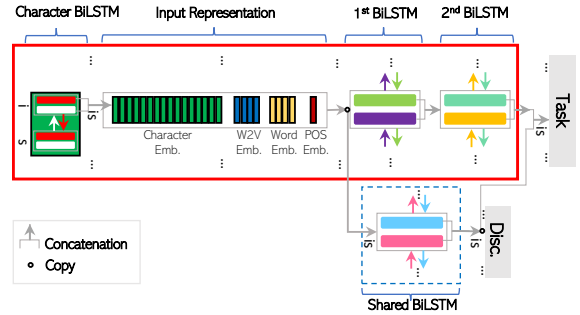 Character BiLSTM
Input Representation
1st BiLSTM
2nd BiLSTM
...
...
...
...
...
i
s
is
Character
Emb.
W2V
Emb.
Word
Emb.
POS
Emb.
is
Task
...
...
...
...
...
...
is
...
is
Disc.
...
...
Concatenation
Copy
Shared BiLSTM